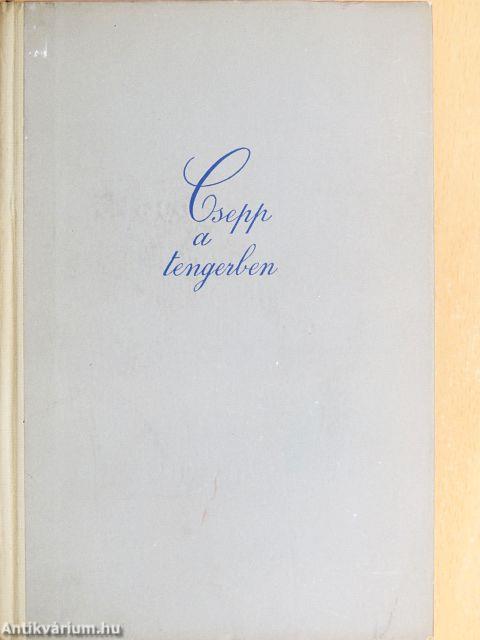 Csepp
a
tengerben
Antikvárium.hu